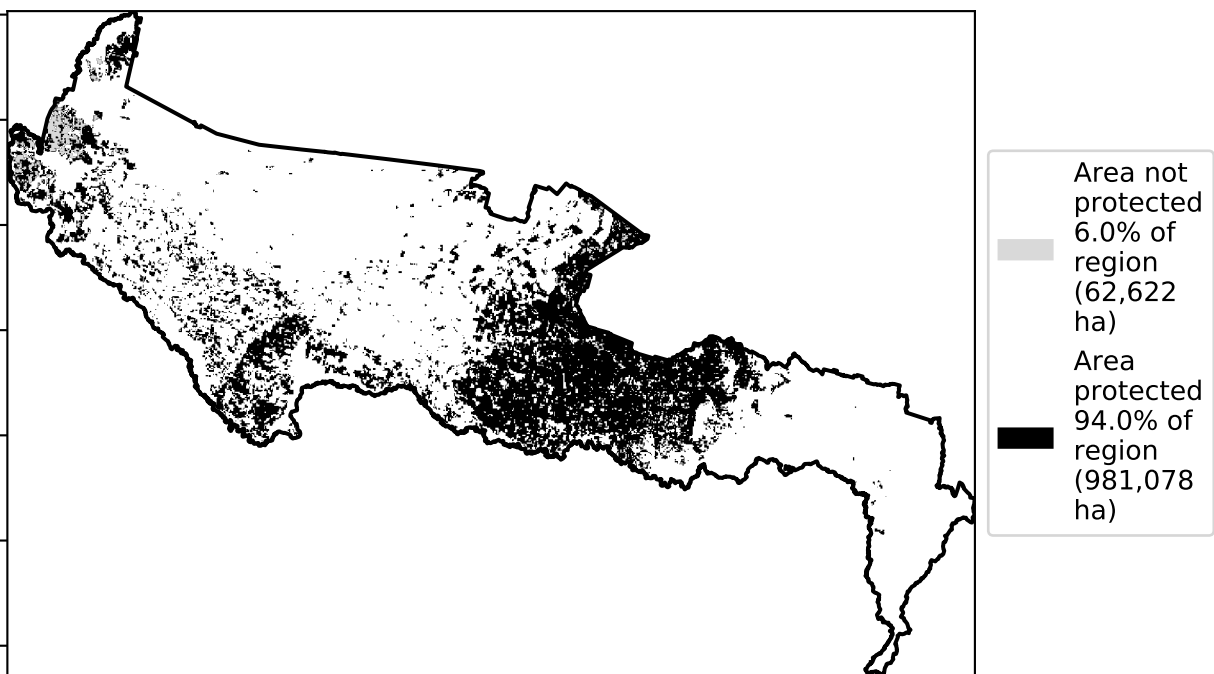 Area not
protected
6.0% of
region
(62,622
ha)
Area
protected
94.0% of
region
(981,078
ha)